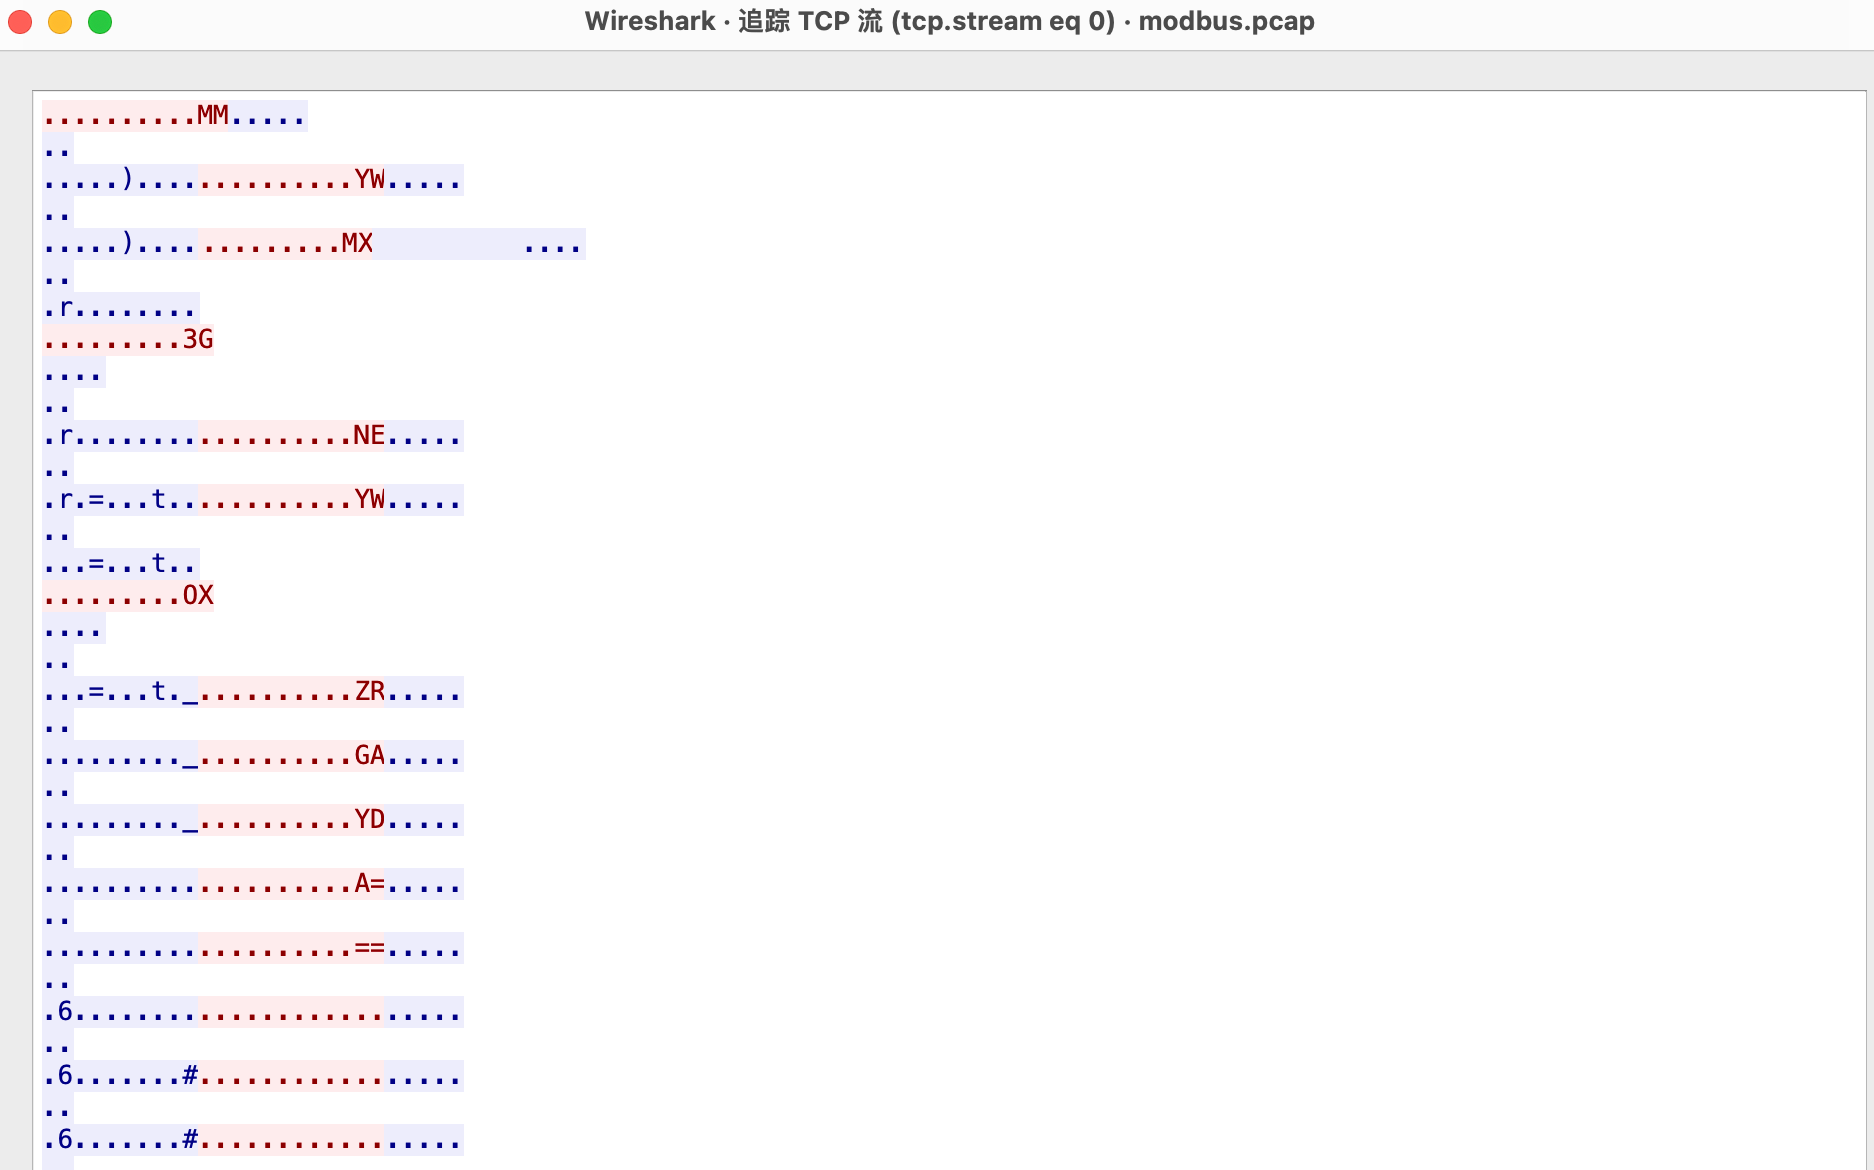 Wireshark · 追踪 TCP 流 (tcp.stream eq 0) · modbus.pcap
..........MM.....
..
.....)..............YW.....
..
.....).............MX ....
..
.r........
.........3G
....
..
.r..................NE.....
..
.r.=...t............YW.....
..
...=...t..
.........OX
....
..
...=...t._..........ZR.....
..
........._..........GA.....
..
........._..........YD.....
..
....................A=.....
..
....................==.....
..
.6.........................
..
.6.......#.................
..
.6.......#.................